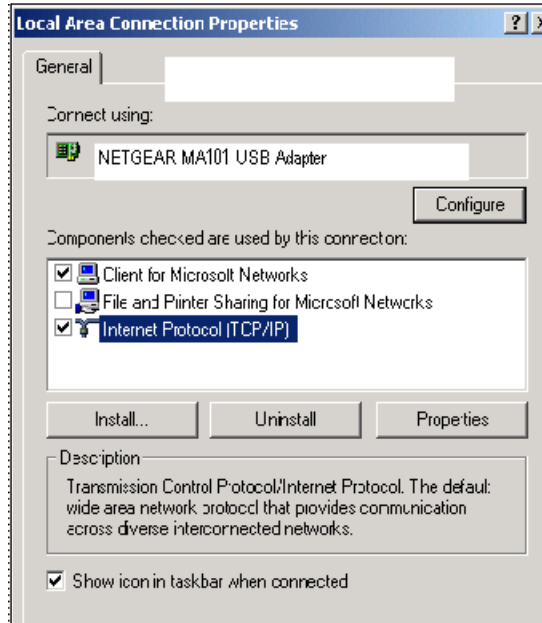 Local Area Connection Properties
General
Connect using:
NETGEAR MA101 USB Adapter
Configure
Components checked are used by this connection:
Client for Microsoft Networks
File and Printer Sharing for Microsoft Networks
Internet Protocol (TCP/IP)
Install...
Uninstall
Properties
Description
Transmission Control Protocol/Internet Protocol. The default
wide area network protocol that provides communication
across diverse interconnected networks.
Show icon in taskbar when connected